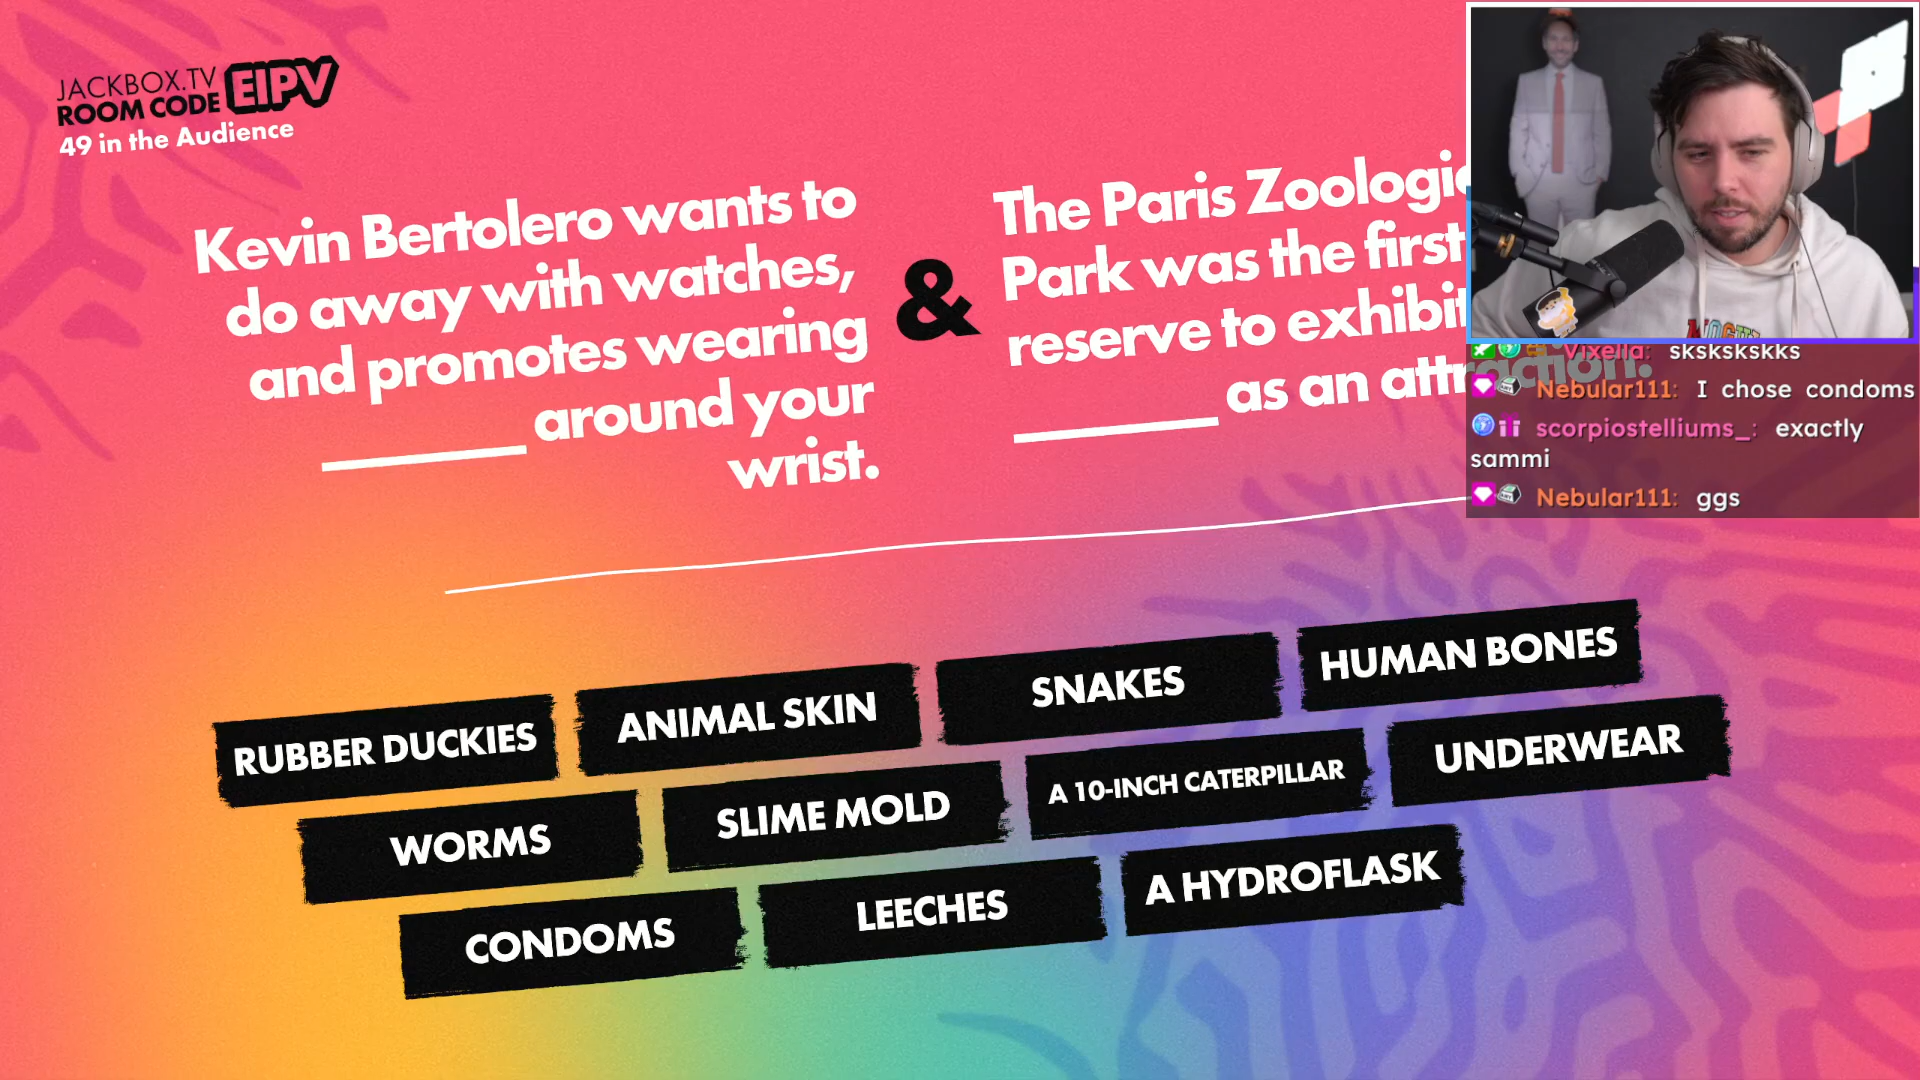 JACKBOX.TV
ROOM CODE EIPV
49 in the Audience
Kevin Bertolero wants to
do away with watches,
and promotes wearing
around your
wrist.
&
The Paris Zoologic
Park was the first
reserve to exhibit
as an attraction.
Vixella: skskskskks
Nebular111: I chose condoms
scorpiostelliums_: exactly
sammi
Nebular111: ggs
RUBBER DUCKIES
ANIMAL SKIN
SNAKES
HUMAN BONES
WORMS
SLIME MOLD
A 10-INCH CATERPILLAR
UNDERWEAR
CONDOMS
LEECHES
A HYDROFLASK